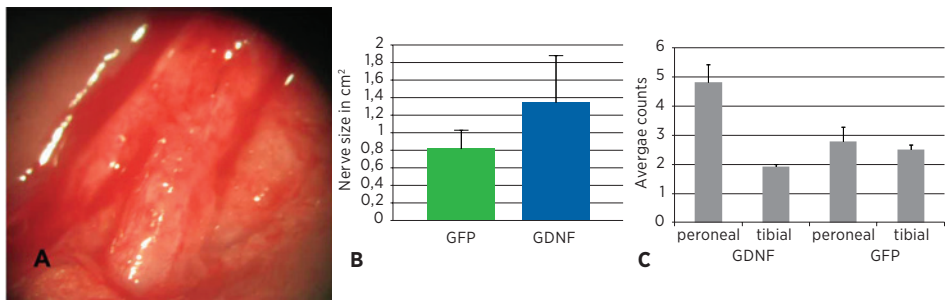 A
Nerve size in cm²
2
1,8
1,6
1,4
1,2
1
0,8
0,6
0,4
0,2
0
GFP GDNF
B
Avergae counts
6
5
4
3
2
1
0
peroneal tibial peroneal tibial
GDNF GFP
C